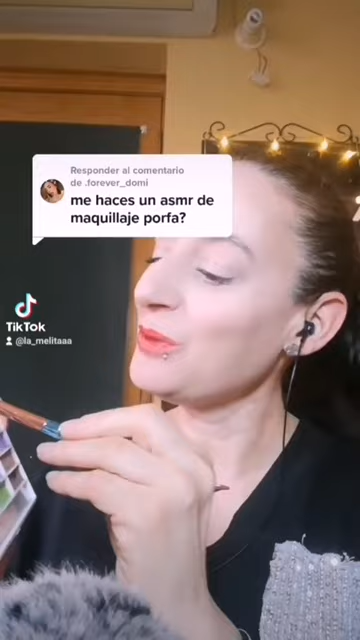 Responder al comentario
de .forever_domi
me haces un asmr de
maquillaje porfa?
TikTok
@la_melitaaa